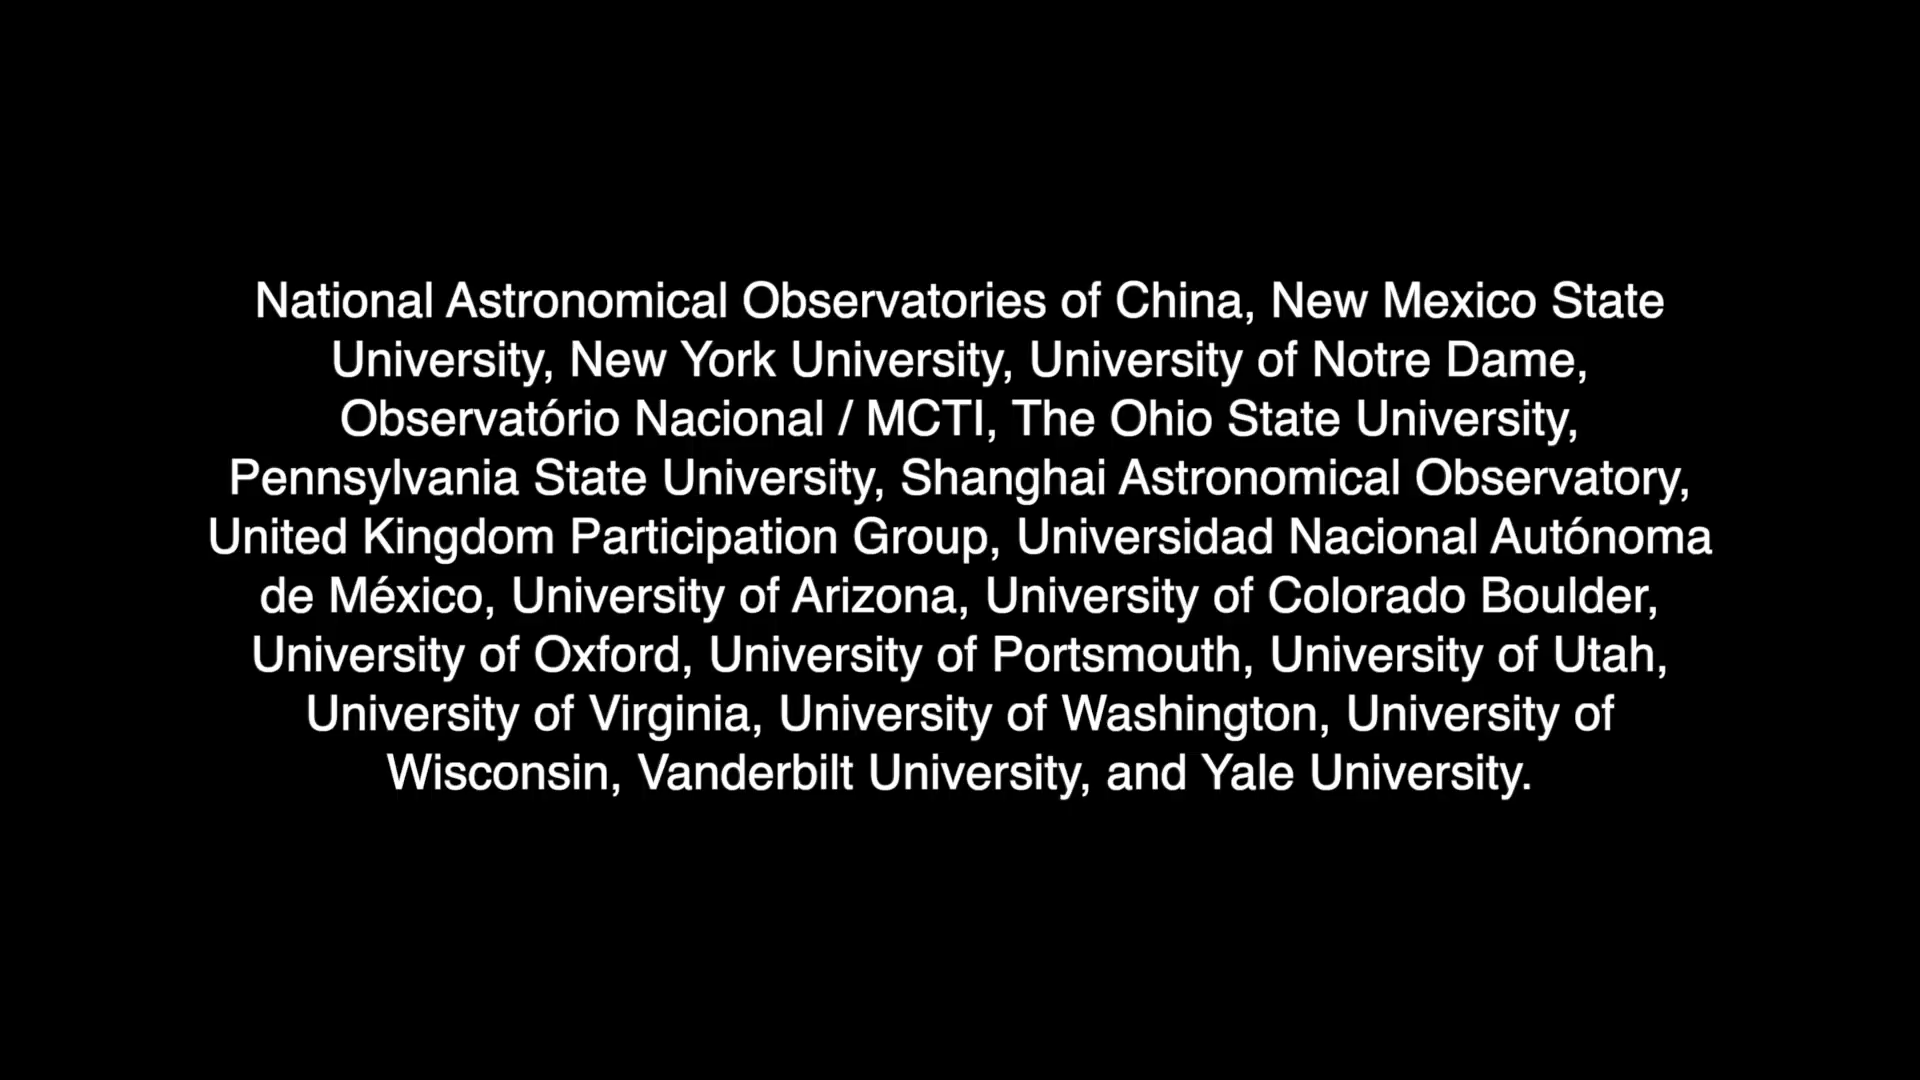 National Astronomical Observatories of China, New Mexico State
University, New York University, University of Notre Dame,
Observatório Nacional / MCTI, The Ohio State University,
Pennsylvania State University, Shanghai Astronomical Observatory,
United Kingdom Participation Group, Universidad Nacional Autónoma
de México, University of Arizona, University of Colorado Boulder,
University of Oxford, University of Portsmouth, University of Utah,
University of Virginia, University of Washington, University of
Wisconsin, Vanderbilt University, and Yale University.